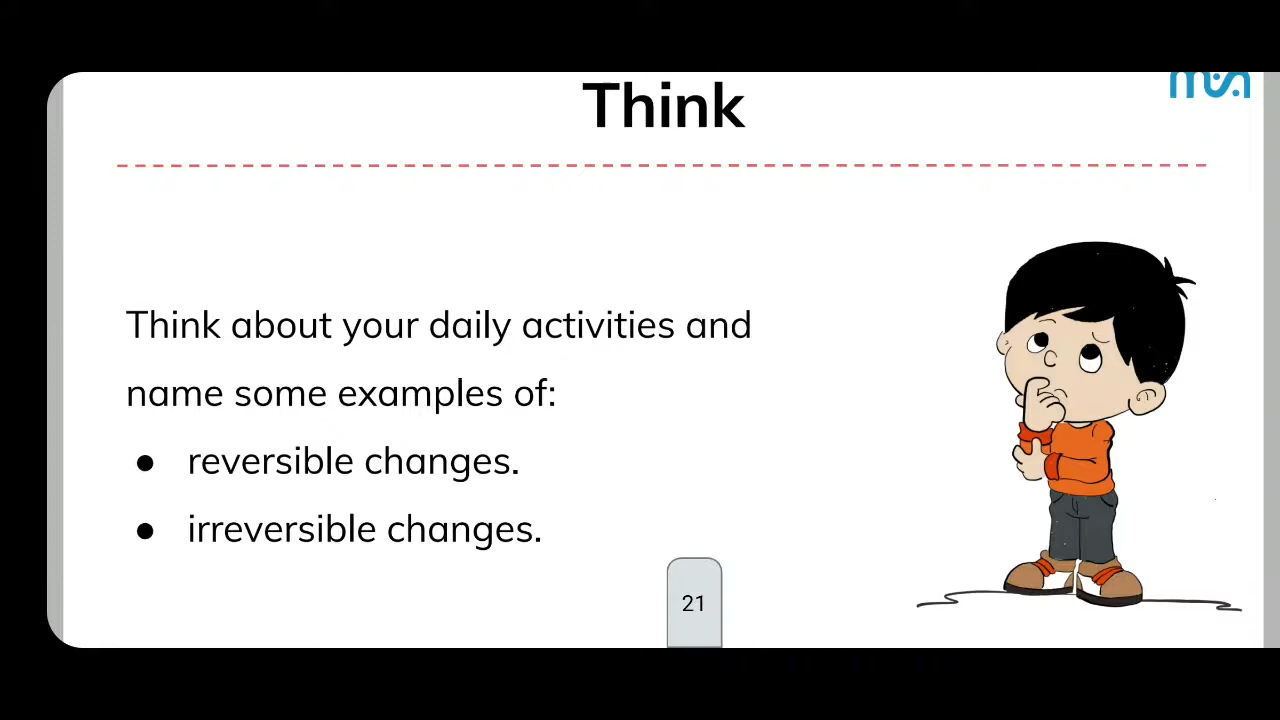 Think
Think about your daily activities and
name some examples of:
● reversible changes.
● irreversible changes.
21